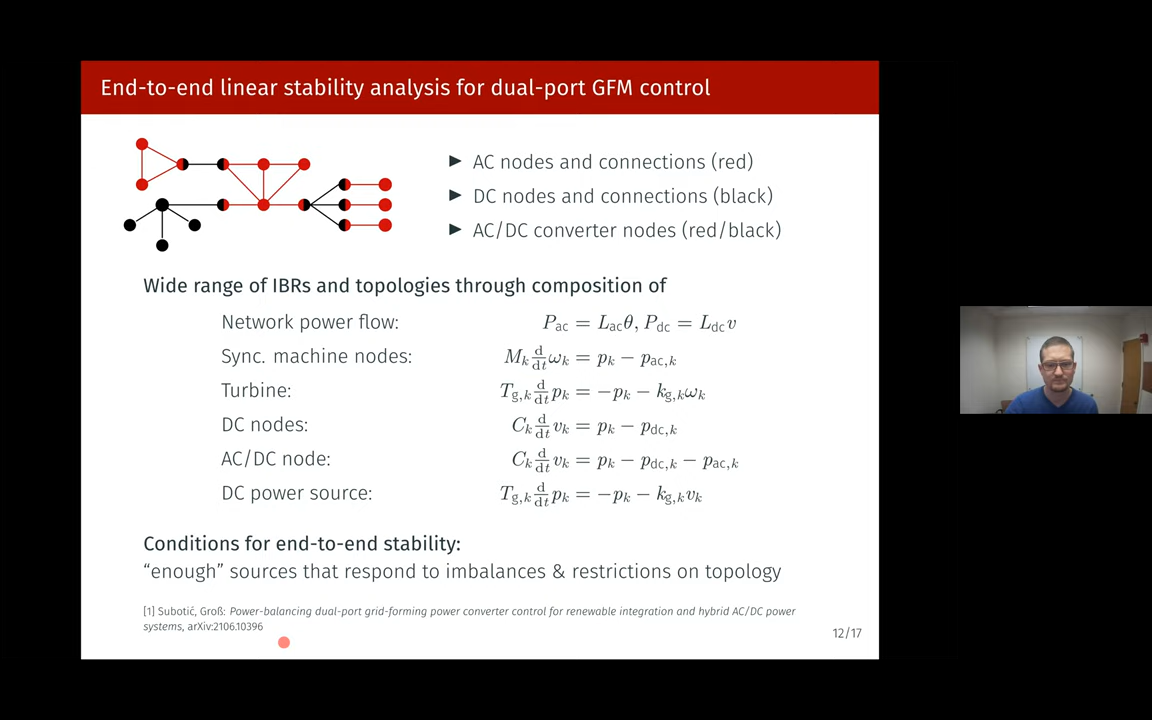 End-to-end linear stability analysis for dual-port GFM control
▶ AC nodes and connections (red)
▶ DC nodes and connections (black)
▶ AC/DC converter nodes (red/black)
Wide range of IBRs and topologies through composition of
Network power flow: P_ac = L_ac θ, P_dc = L_dc v
Sync. machine nodes: M_k d/dt ω_k = p_k − p_ac,k
Turbine: T_g,k d/dt p_k = −p_k − k_g,k ω_k
DC nodes: C_k d/dt v_k = p_k − p_dc,k
AC/DC node: C_k d/dt v_k = p_k − p_dc,k − p_ac,k
DC power source: T_g,k d/dt p_k = −p_k − k_g,k v_k
Conditions for end-to-end stability:
“enough” sources that respond to imbalances & restrictions on topology
[1] Subotić, Groß: Power-balancing dual-port grid-forming power converter control for renewable integration and hybrid AC/DC power
systems, arXiv:2106.10396
12/17